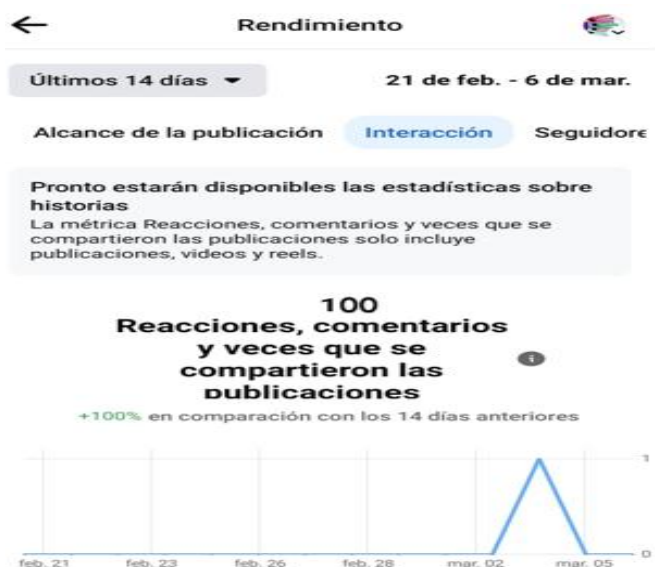 Rendimiento
Últimos 14 días
21 de feb. - 6 de mar.
Alcance de la publicación
Interacción
Seguidore
Pronto estarán disponibles las estadísticas sobre
historias
La métrica Reacciones, comentarios y veces que se
compartieron las publicaciones solo incluye
publicaciones, videos y reels.
100
Reacciones, comentarios
y veces que se
compartieron las
publicaciones
+100% en comparación con los 14 días anteriores
1
0
feb. 21 feb. 23 feb. 26 feb. 28 mar. 02 mar. 05